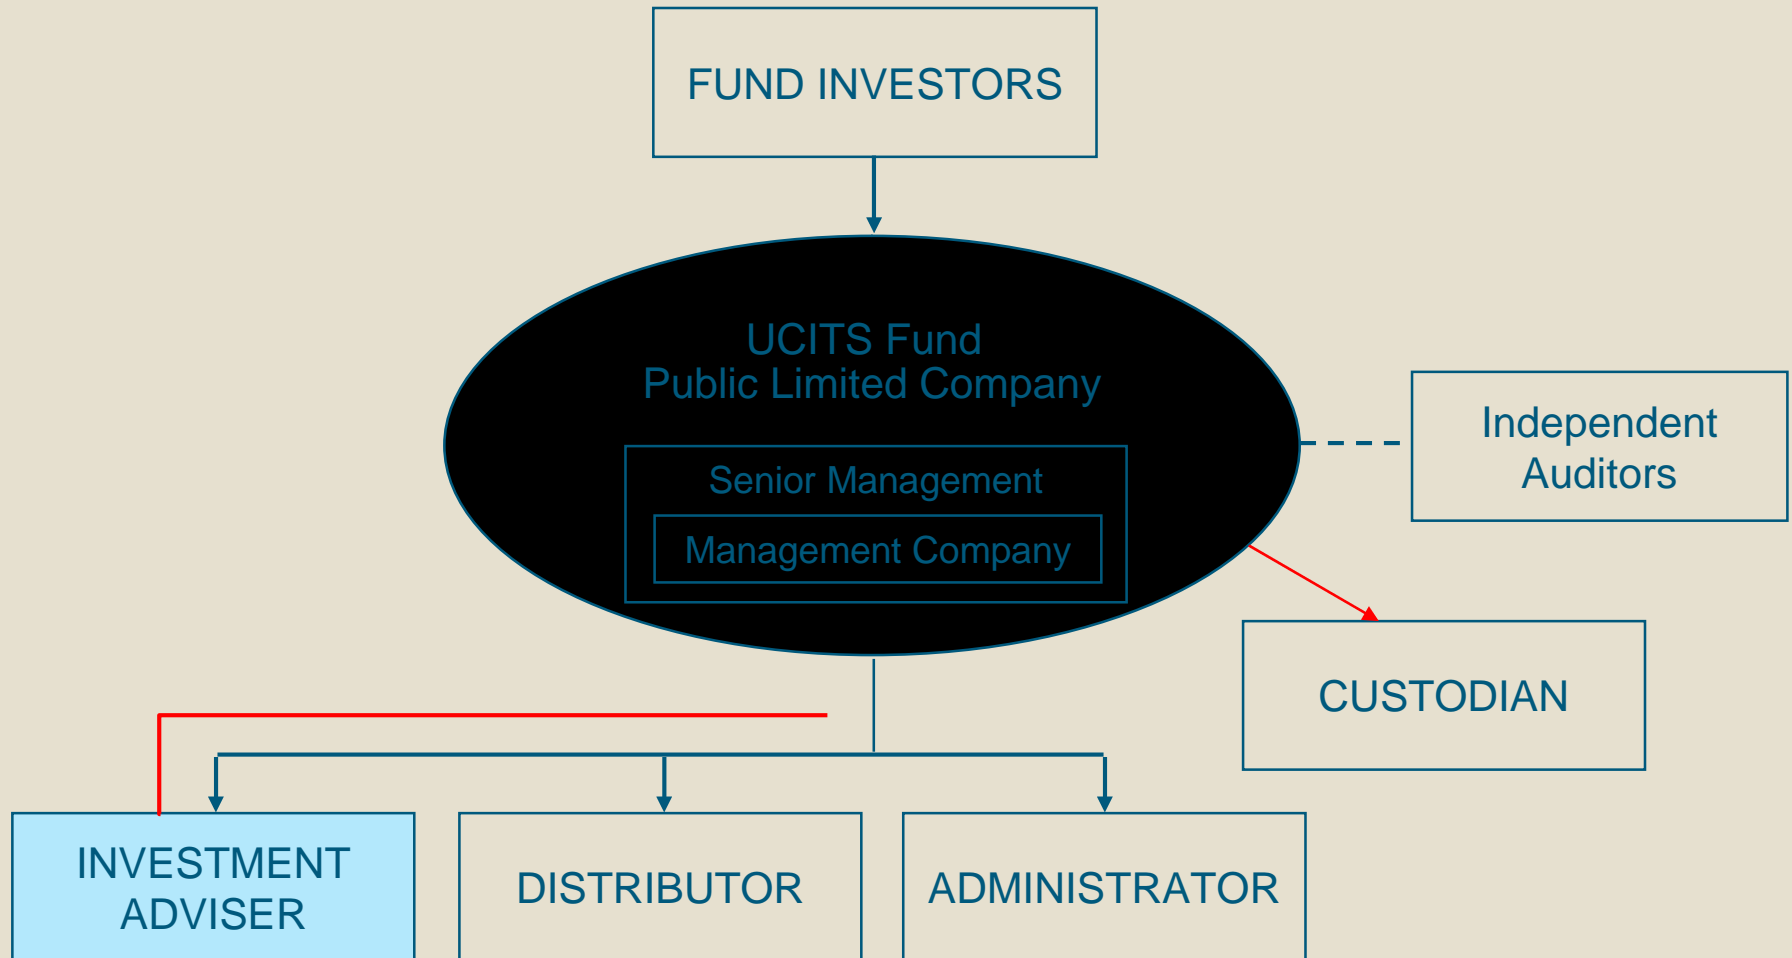 FUND INVESTORS
UCITS Fund
Public Limited Company
Senior Management
Management Company
Independent
Auditors
CUSTODIAN
INVESTMENT
ADVISER
DISTRIBUTOR
ADMINISTRATOR